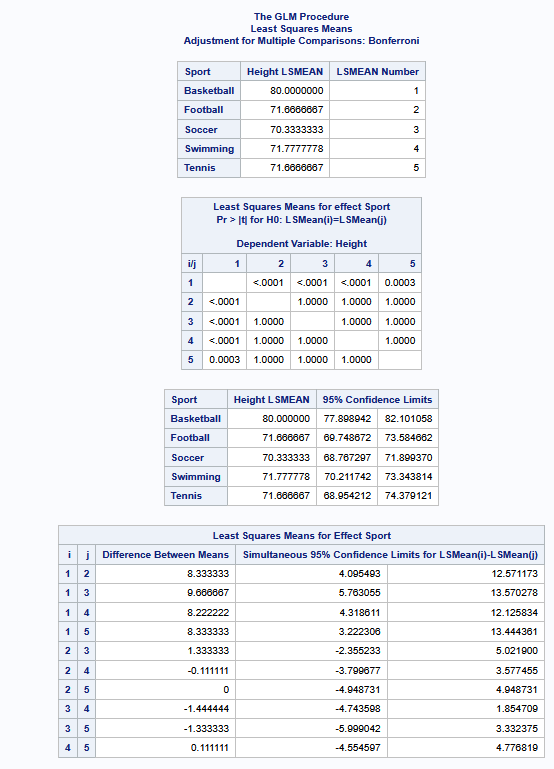 The GLM Procedure
Least Squares Means
Adjustment for Multiple Comparisons: Bonferroni
Sport Height LSMEAN LSMEAN Number
Basketball 80.0000000 1
Football 71.6666667 2
Soccer 70.3333333 3
Swimming 71.7777778 4
Tennis 71.6666667 5
Least Squares Means for effect Sport
Pr > |t| for H0: LSMean(i)=LSMean(j)
Dependent Variable: Height
i/j 1 2 3 4 5
1 <.0001 <.0001 <.0001 0.0003
2 <.0001 1.0000 1.0000 1.0000
3 <.0001 1.0000 1.0000 1.0000
4 <.0001 1.0000 1.0000 1.0000
5 0.0003 1.0000 1.0000 1.0000
Sport Height LSMEAN 95% Confidence Limits
Basketball 80.000000 77.898942 82.101058
Football 71.666667 69.748672 73.584662
Soccer 70.333333 68.767297 71.899370
Swimming 71.777778 70.211742 73.343814
Tennis 71.666667 68.954212 74.379121
Least Squares Means for Effect Sport
i j Difference Between Means Simultaneous 95% Confidence Limits for LSMean(i)-LSMean(j)
1 2 8.333333 4.095493 12.571173
1 3 9.666667 5.763055 13.570278
1 4 8.222222 4.318611 12.125834
1 5 8.333333 3.222306 13.444361
2 3 1.333333 -2.355233 5.021900
2 4 -0.111111 -3.799677 3.577455
2 5 0 -4.948731 4.948731
3 4 -1.444444 -4.743598 1.854709
3 5 -1.333333 -5.999042 3.332375
4 5 0.111111 -4.554597 4.776819